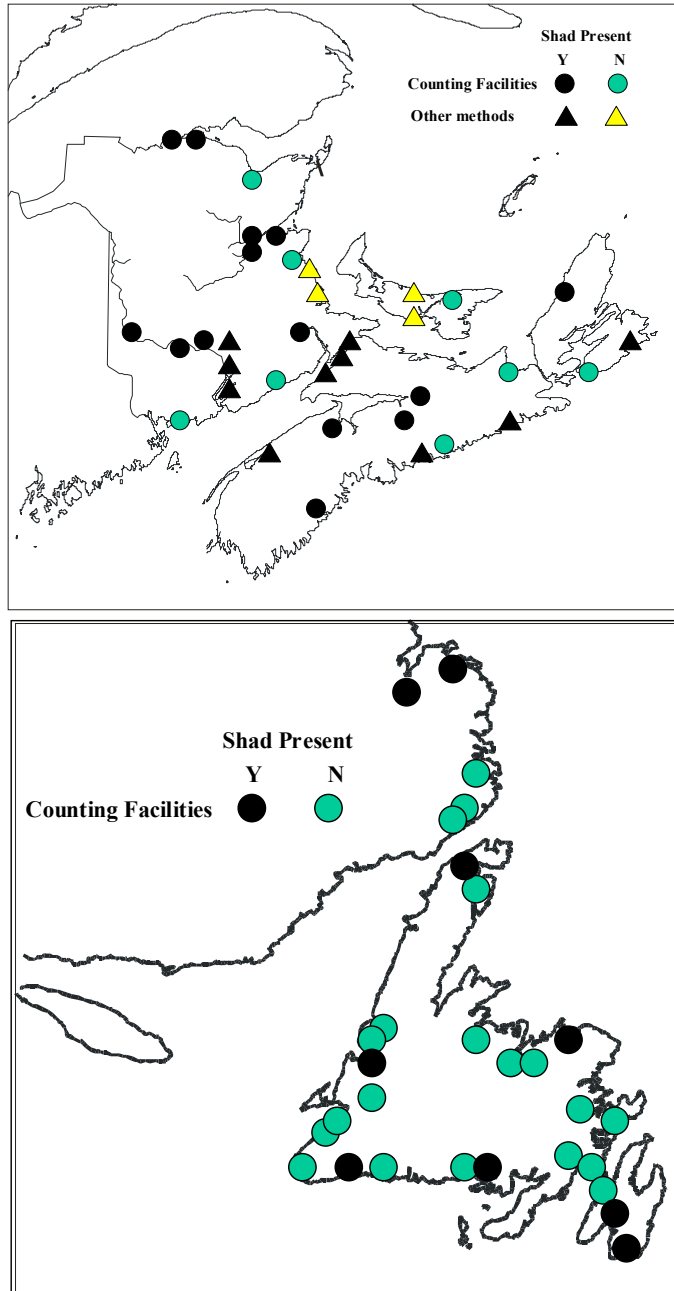 Shad Present
Y N
Counting Facilities
Other methods
Shad Present
Y N
Counting Facilities